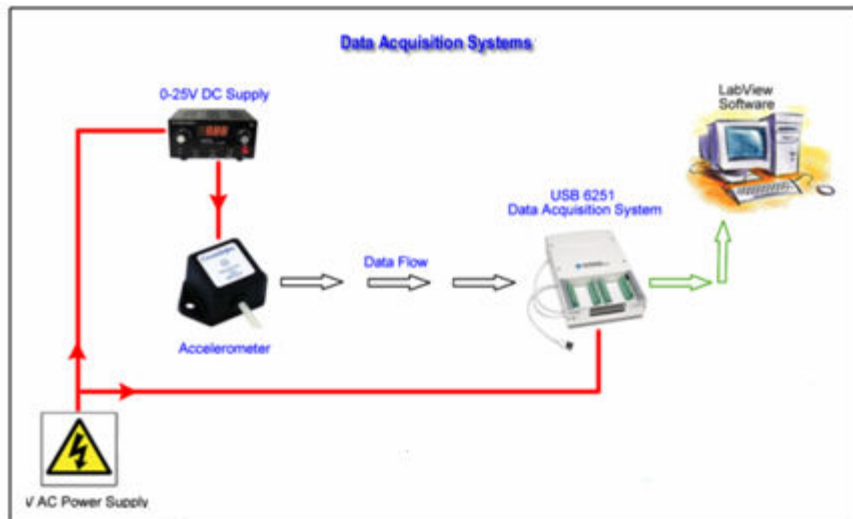 Data Acquisition Systems
0-25V DC Supply
LabView
Software
USB 6251
Data Acquisition System
Data Flow
Accelerometer
V AC Power Supply